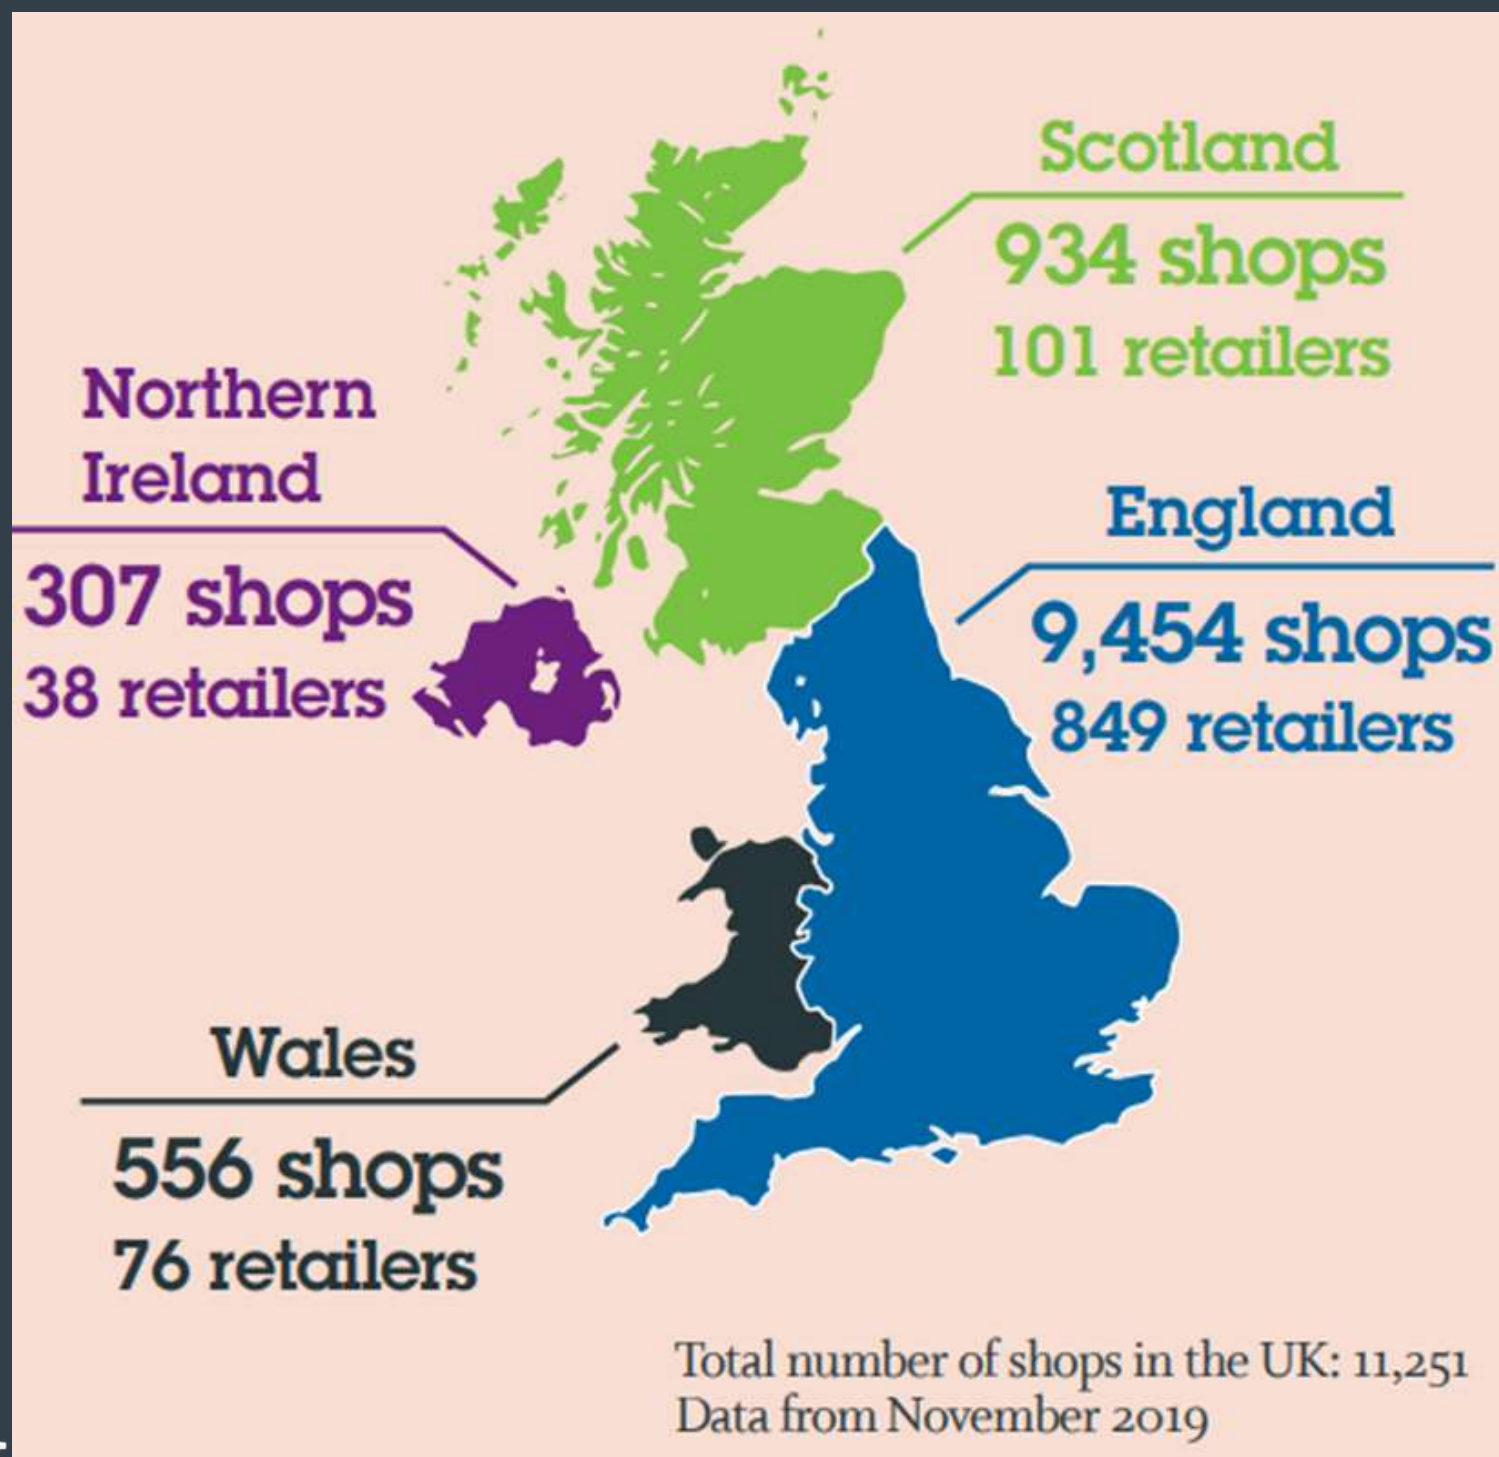 Scotland
934 shops
101 retailers
Northern
Ireland
307 shops
38 retailers
England
9,454 shops
849 retailers
Wales
556 shops
76 retailers
Total number of shops in the UK: 11,251
Data from November 2019